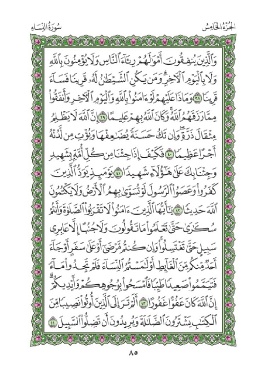 الجزء الخامس
سورة النساء
وَالَّذِينَ يُنفِقُونَ أَمْوَالَهُمْ رِئَاءَ النَّاسِ وَلَا يُؤْمِنُونَ بِاللَّهِ
وَلَا بِالْيَوْمِ الْآخِرِ وَمَن يَكُنِ الشَّيْطَانُ لَهُ قَرِينًا فَسَاءَ
قَرِينًا ٣٨ وَمَاذَا عَلَيْهِمْ لَوْ ءَامَنُوا بِاللَّهِ وَالْيَوْمِ الْآخِرِ وَأَنفَقُوا
مِمَّا رَزَقَهُمُ اللَّهُ وَكَانَ اللَّهُ بِهِمْ عَلِيمًا ٣٩ إِنَّ اللَّهَ لَا يَظْلِمُ
مِثْقَالَ ذَرَّةٍ وَإِن تَكُ حَسَنَةً يُضَاعِفْهَا وَيُؤْتِ مِن لَّدُنْهُ
أَجْرًا عَظِيمًا ٤٠ فَكَيْفَ إِذَا جِئْنَا مِن كُلِّ أُمَّةٍ بِشَهِيدٍ
وَجِئْنَا بِكَ عَلَى هَٰؤُلَاءِ شَهِيدًا ٤١ يَوْمَئِذٍ يَوَدُّ الَّذِينَ
كَفَرُوا وَعَصَوُا الرَّسُولَ لَوْ تُسَوَّى بِهِمُ الْأَرْضُ وَلَا يَكْتُمُونَ
اللَّهَ حَدِيثًا ٤٢ يَا أَيُّهَا الَّذِينَ ءَامَنُوا لَا تَقْرَبُوا الصَّلَاةَ وَأَنتُمْ
سُكَارَى حَتَّى تَعْلَمُوا مَا تَقُولُونَ وَلَا جُنُبًا إِلَّا عَابِرِي
سَبِيلٍ حَتَّى تَغْتَسِلُوا وَإِن كُنتُم مَّرْضَى أَوْ عَلَى سَفَرٍ أَوْ جَاءَ
أَحَدٌ مِّنكُم مِّنَ الْغَائِطِ أَوْ لَامَسْتُمُ النِّسَاءَ فَلَمْ تَجِدُوا مَاءً
فَتَيَمَّمُوا صَعِيدًا طَيِّبًا فَامْسَحُوا بِوُجُوهِكُمْ وَأَيْدِيكُمْ
إِنَّ اللَّهَ كَانَ عَفُوًّا غَفُورًا ٤٣ أَلَمْ تَرَ إِلَى الَّذِينَ أُوتُوا نَصِيبًا مِّنَ
الْكِتَابِ يَشْتَرُونَ الضَّلَالَةَ وَيُرِيدُونَ أَن تَضِلُّوا السَّبِيلَ ٤٤
٨٥